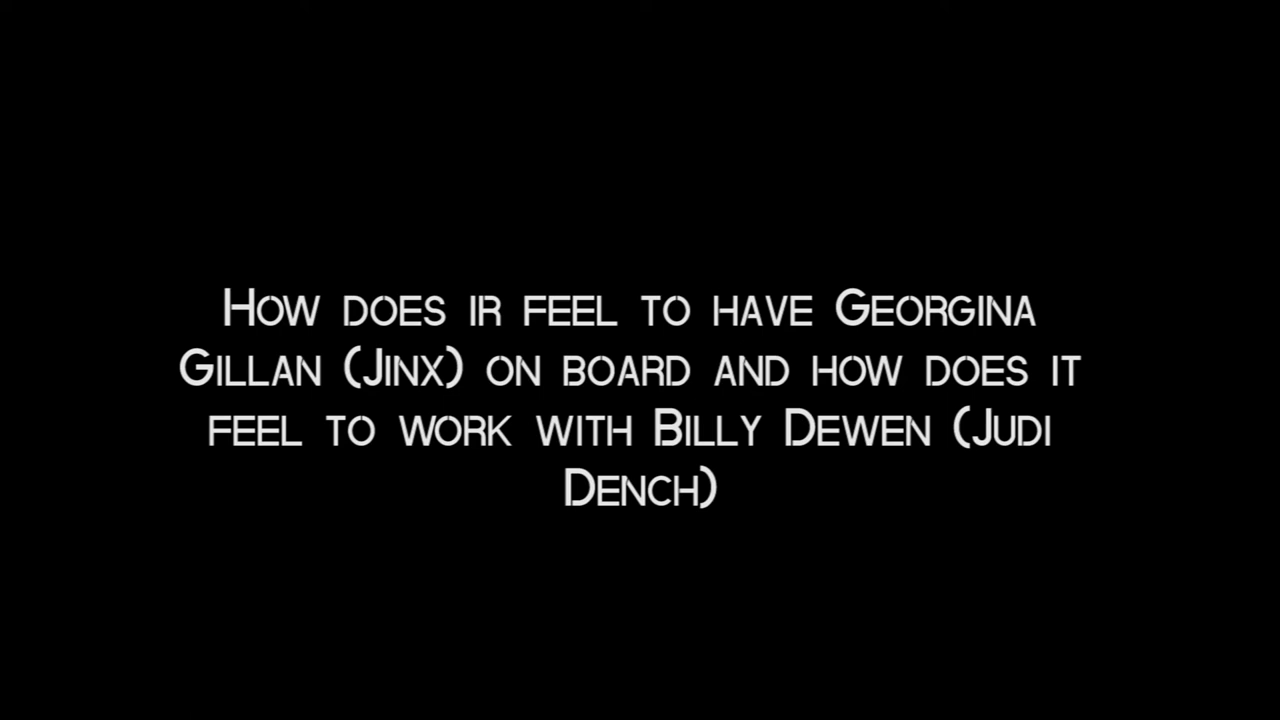 How does ir feel to have Georgina
Gillan (Jinx) on board and how does it
feel to work with Billy Dewen (Judi
Dench)